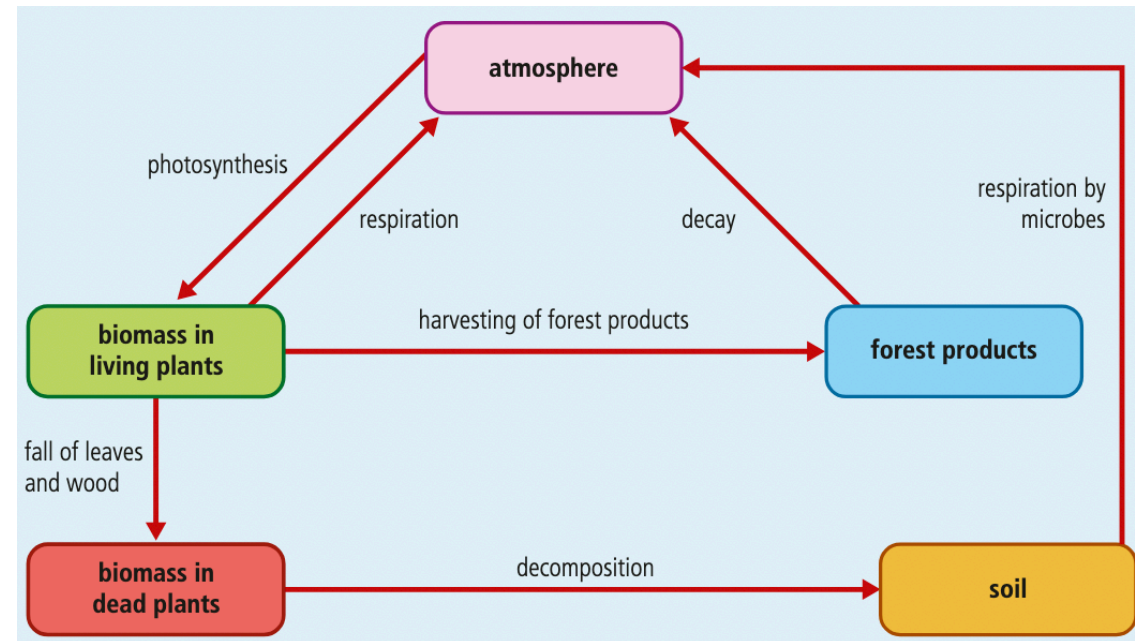 atmosphere
photosynthesis
respiration
decay
respiration by
microbes
biomass in
living plants
harvesting of forest products
forest products
fall of leaves
and wood
biomass in
dead plants
decomposition
soil